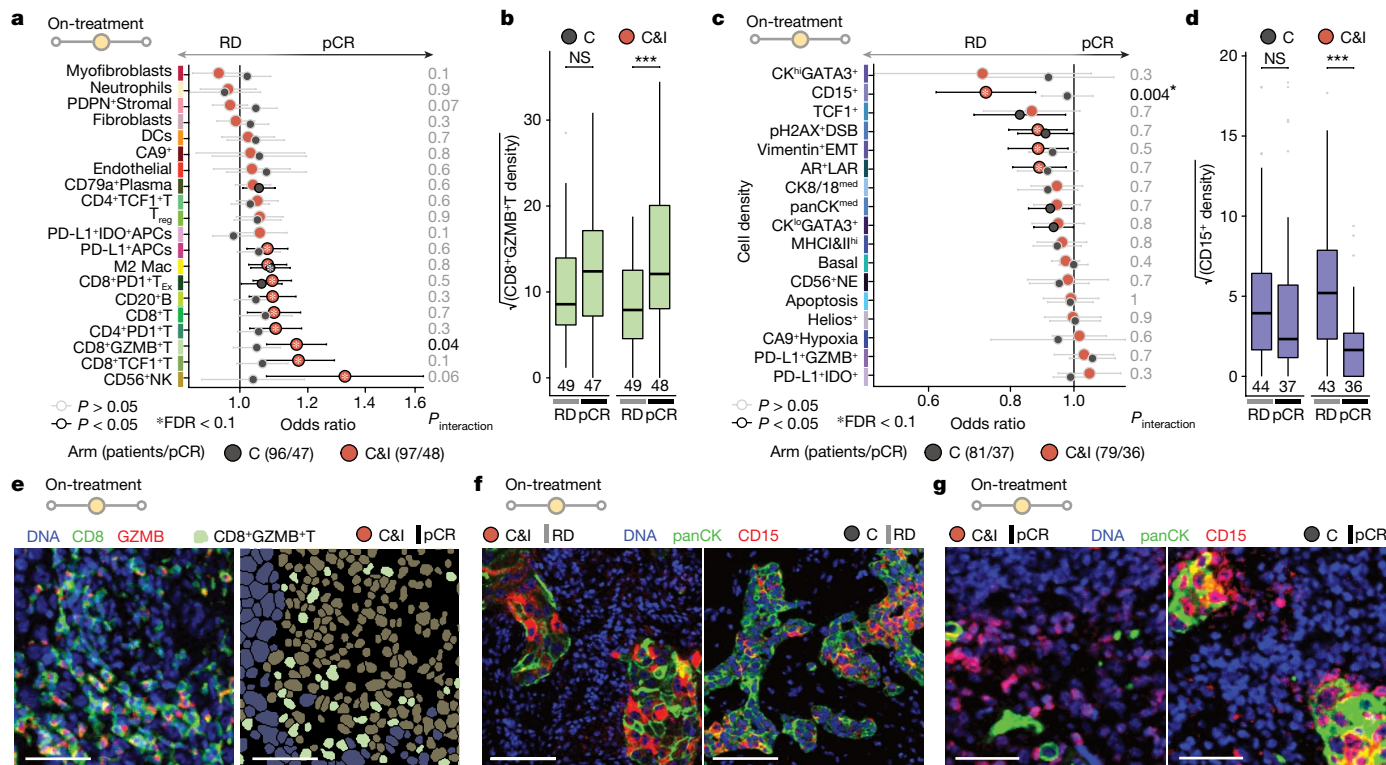 a
On-treatment
RD pCR
Myofibroblasts 0.1
Neutrophils 0.9
PDPN⁺Stromal 0.07
Fibroblasts 0.3
DCs 0.7
CA9⁺ 0.8
Endothelial 0.6
CD79a⁺Plasma 0.6
CD4⁺TCF1⁺T 0.6
Treg 0.9
PD-L1⁺IDO⁺APCs 0.1
PD-L1⁺APCs 0.6
M2 Mac 0.8
CD8⁺PD1⁺TEx 0.5
CD20⁺B 0.3
CD8⁺T 0.7
CD4⁺PD1⁺T 0.3
CD8⁺GZMB⁺T 0.04
CD8⁺TCF1⁺T 0.1
CD56⁺NK 0.06
1.0 1.2 1.4 1.6
P > 0.05
P < 0.05
*FDR < 0.1
Odds ratio
Pinteraction
Arm (patients/pCR) C (96/47) C&I (97/48)
b
C C&I
NS ***
√(CD8⁺GZMB⁺T density)
30
20
10
0
49 47 49 48
RD pCR RD pCR
c
On-treatment
RD pCR
Cell density
CKhiGATA3⁺ 0.3
CD15⁺ 0.004*
TCF1⁺ 0.7
pH2AX⁺DSB 0.7
Vimentin⁺EMT 0.5
AR⁺LAR 0.7
CK8/18med 0.7
panCKmed 0.7
CKloGATA3⁺ 0.8
MHCI&IIhi 0.8
Basal 0.4
CD56⁺NE 0.7
Apoptosis 1
Helios⁺ 0.9
CA9⁺Hypoxia 0.6
PD-L1⁺GZMB⁺ 0.7
PD-L1⁺IDO⁺ 0.3
0.6 0.8 1.0
P > 0.05
P < 0.05
*FDR < 0.1
Odds ratio
Pinteraction
Arm (patients/pCR) C (81/37) C&I (79/36)
d
C C&I
NS ***
√(CD15⁺ density)
20
15
10
5
0
44 37 43 36
RD pCR RD pCR
e
On-treatment
DNA CD8 GZMB CD8⁺GZMB⁺T C&I pCR
f
On-treatment
C&I RD DNA panCK CD15 C RD
g
On-treatment
C&I pCR DNA panCK CD15 C pCR